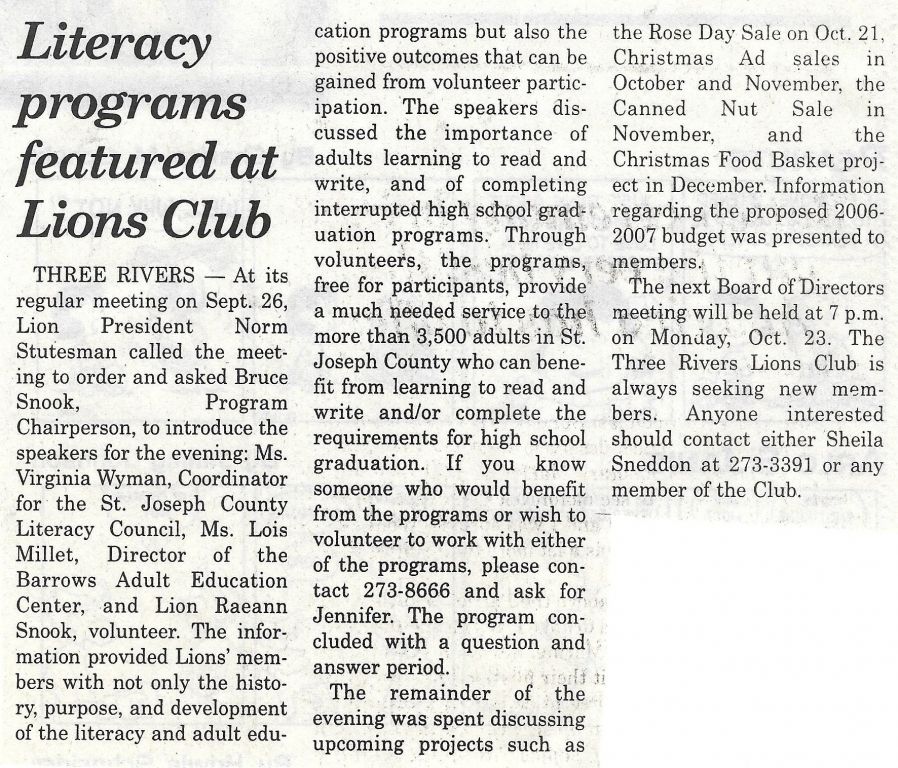 Literacy
programs
featured at
Lions Club
THREE RIVERS — At its
regular meeting on Sept. 26,
Lion President Norm
Stutesman called the meet-
ing to order and asked Bruce
Snook, Program
Chairperson, to introduce the
speakers for the evening: Ms.
Virginia Wyman, Coordinator
for the St. Joseph County
Literacy Council, Ms. Lois
Millet, Director of the
Barrows Adult Education
Center, and Lion Raeann
Snook, volunteer. The infor-
mation provided Lions' mem-
bers with not only the histo-
ry, purpose, and development
of the literacy and adult edu-
cation programs but also the
positive outcomes that can be
gained from volunteer partic-
ipation. The speakers dis-
cussed the importance of
adults learning to read and
write, and of completing
interrupted high school grad-
uation programs. Through
volunteers, the programs,
free for participants, provide
a much needed service to the
more than 3,500 adults in St.
Joseph County who can bene-
fit from learning to read and
write and/or complete the
requirements for high school
graduation. If you know
someone who would benefit
from the programs or wish to
volunteer to work with either
of the programs, please con-
tact 273-8666 and ask for
Jennifer. The program con-
cluded with a question and
answer period.
The remainder of the
evening was spent discussing
upcoming projects such as
the Rose Day Sale on Oct. 21,
Christmas Ad sales in
October and November, the
Canned Nut Sale in
November, and the
Christmas Food Basket proj-
ect in December. Information
regarding the proposed 2006-
2007 budget was presented to
members.
The next Board of Directors
meeting will be held at 7 p.m.
on Monday, Oct. 23. The
Three Rivers Lions Club is
always seeking new mem-
bers. Anyone interested
should contact either Sheila
Sneddon at 273-3391 or any
member of the Club.